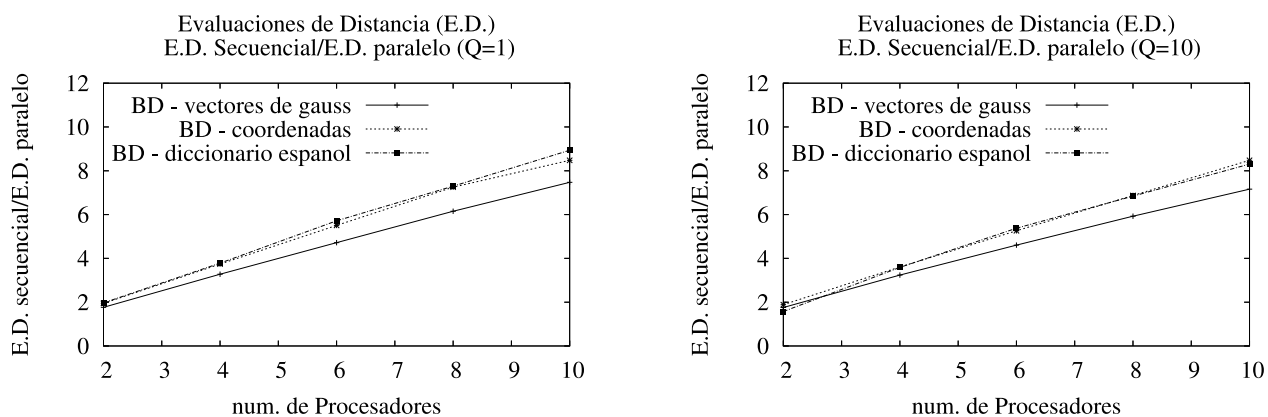 Evaluaciones de Distancia (E.D.)
E.D. Secuencial/E.D. paralelo (Q=1)
E.D. secuencial/E.D. paralelo
12
10
8
6
4
2
0
BD - vectores de gauss
BD - coordenadas
BD - diccionario espanol
2 3 4 5 6 7 8 9 10
num. de Procesadores
Evaluaciones de Distancia (E.D.)
E.D. Secuencial/E.D. paralelo (Q=10)
E.D. secuencial/E.D. paralelo
12
10
8
6
4
2
0
BD - vectores de gauss
BD - coordenadas
BD - diccionario espanol
2 3 4 5 6 7 8 9 10
num. de Procesadores